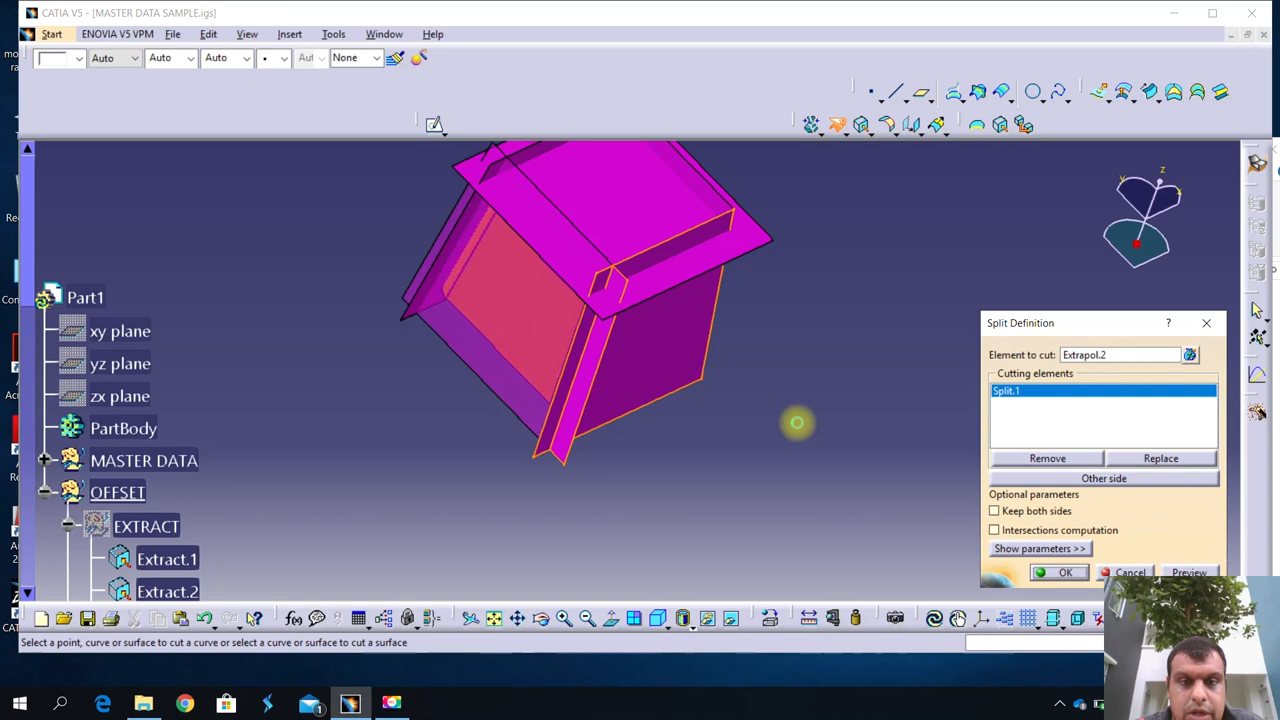 CATIA V5 - [MASTER DATA SAMPLE.igs]
Start ENOVIA V5 VPM File Edit View Insert Tools Window Help
Auto Auto Auto Aut None
z
y
x
Part1
xy plane
yz plane
zx plane
PartBody
MASTER DATA
OFFSET
EXTRACT
Extract.1
Extract.2
Split Definition ? X
Element to cut: Extrapol.2
Cutting elements
Split.1
Remove Replace
Other side
Optional parameters
Keep both sides
Intersections computation
Show parameters >>
OK Cancel Preview
Select a point, curve or surface to cut a curve or select a curve or surface to cut a surface
1